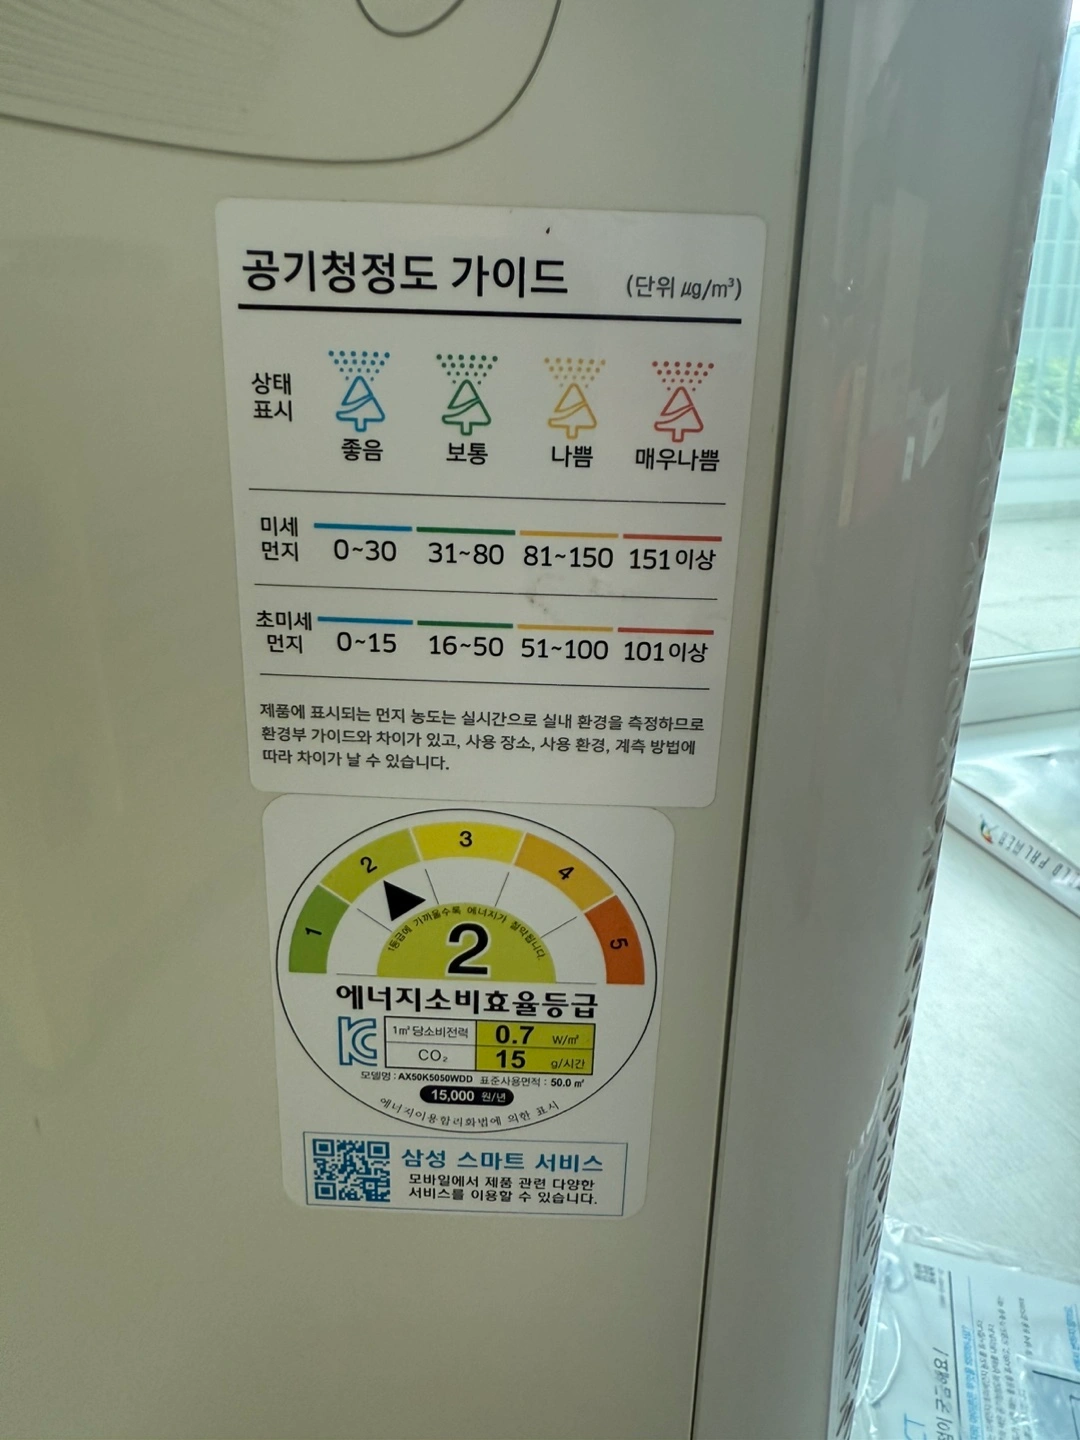 공기청정도 가이드 (단위 ㎍/m³)
상태
표시
좋음 보통 나쁨 매우나쁨
미세
먼지 0~30 31~80 81~150 151이상
초미세
먼지 0~15 16~50 51~100 101이상
제품에 표시되는 먼지 농도는 실시간으로 실내 환경을 측정하므로
환경부 가이드와 차이가 있고, 사용 장소, 사용 환경, 계측 방법에
따라 차이가 날 수 있습니다.
1 2 3 4 5
1등급에 가까울수록 에너지가 절약됩니다.
2
에너지소비효율등급
1㎡당소비전력 0.7 W/㎡
CO₂ 15 g/시간
모델명 : AX50K5050WDD 표준사용면적 : 50.0 ㎡
15,000 원/년
에너지이용합리화법에 의한 표시
삼성 스마트 서비스
모바일에서 제품 관련 다양한
서비스를 이용할 수 있습니다.